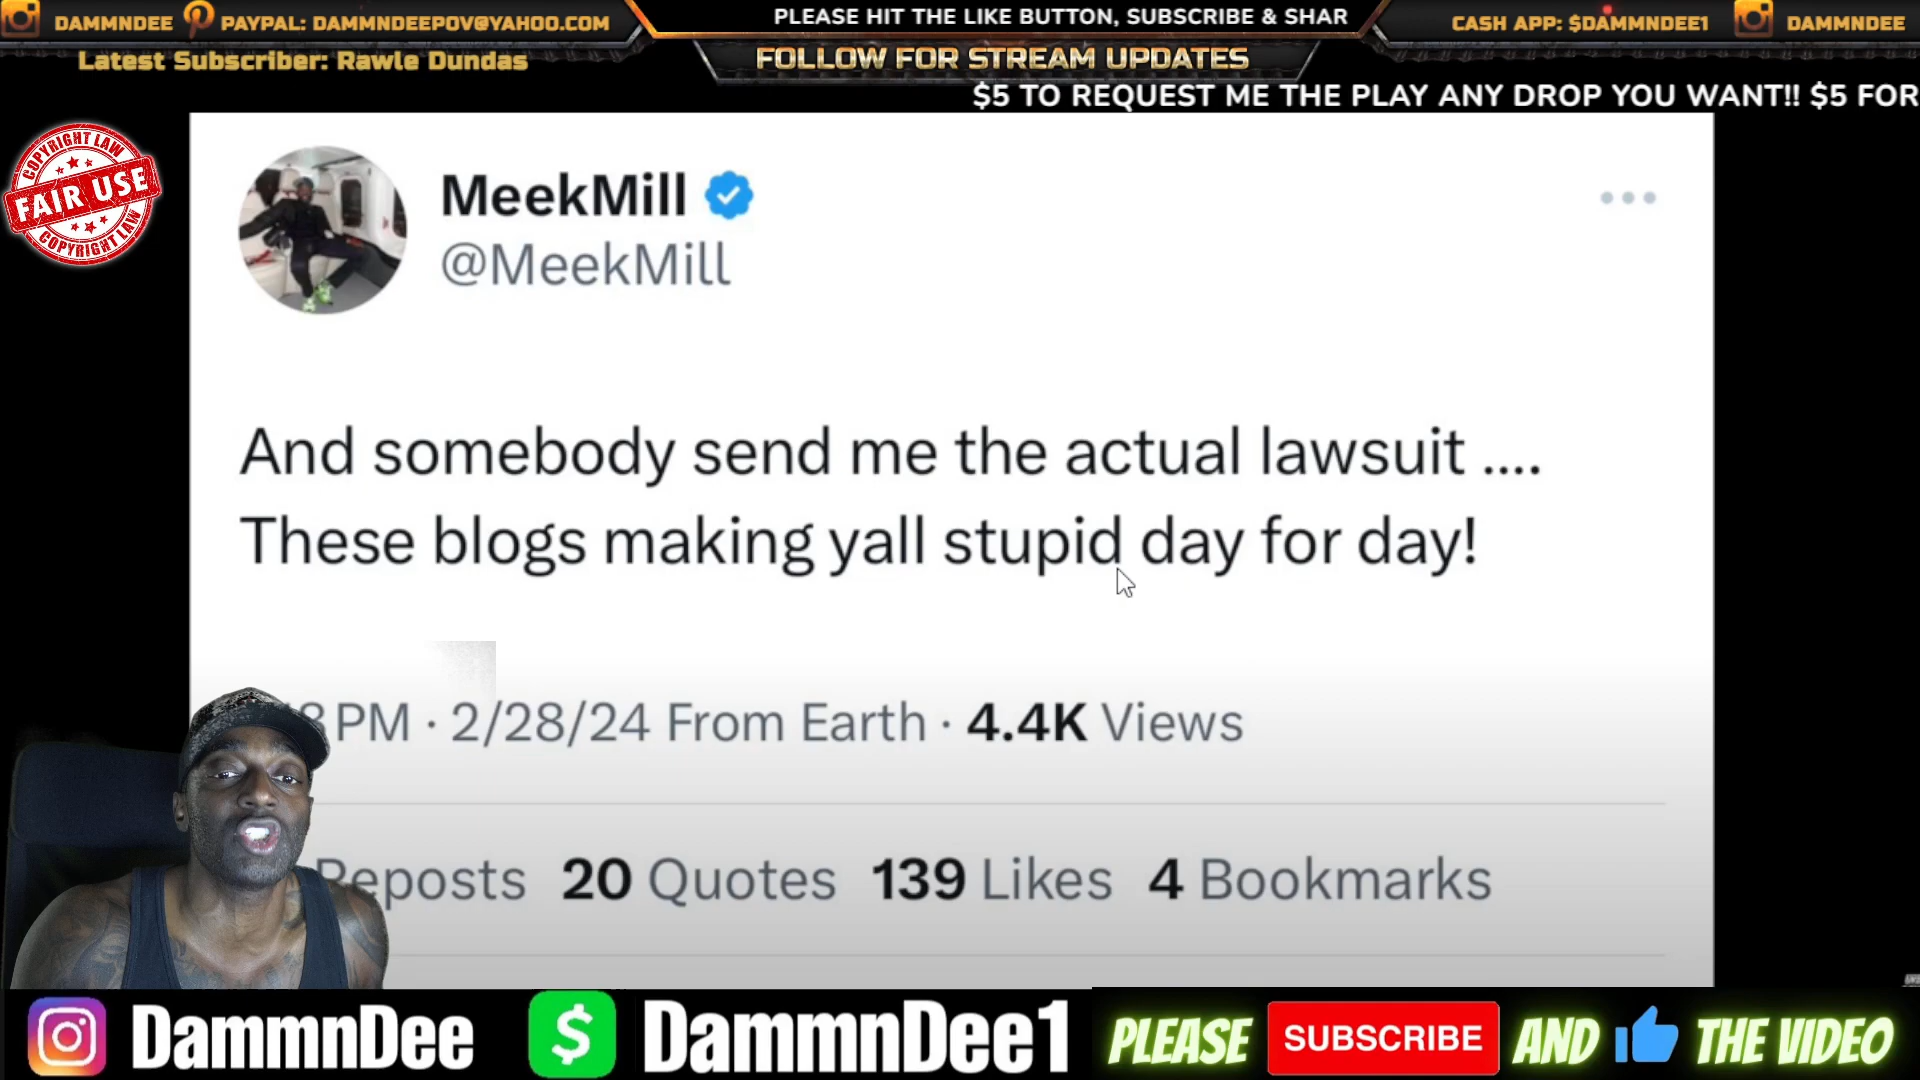 DAMMNDEE PAYPAL: DAMMNDEEPOV@YAHOO.COM
PLEASE HIT THE LIKE BUTTON, SUBSCRIBE & SHAR
CASH APP: $DAMMNDEE1 DAMMNDEE
Latest Subscriber: Rawle Dundas
FOLLOW FOR STREAM UPDATES
$5 TO REQUEST ME THE PLAY ANY DROP YOU WANT!! $5 FOR
COPYRIGHT LAW
FAIR USE
COPYRIGHT LAW
MeekMill
@MeekMill
And somebody send me the actual lawsuit ....
These blogs making yall stupid day for day!
PM · 2/28/24 From Earth · 4.4K Views
Reposts 20 Quotes 139 Likes 4 Bookmarks
DammnDee $ DammnDee1 PLEASE SUBSCRIBE AND THE VIDEO